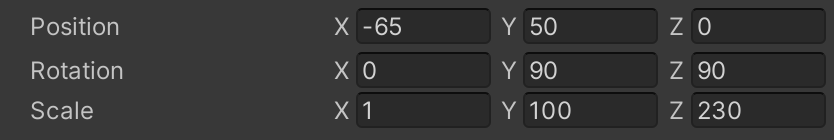 Position X -65 Y 50 Z 0
Rotation X 0 Y 90 Z 90
Scale X 1 Y 100 Z 230